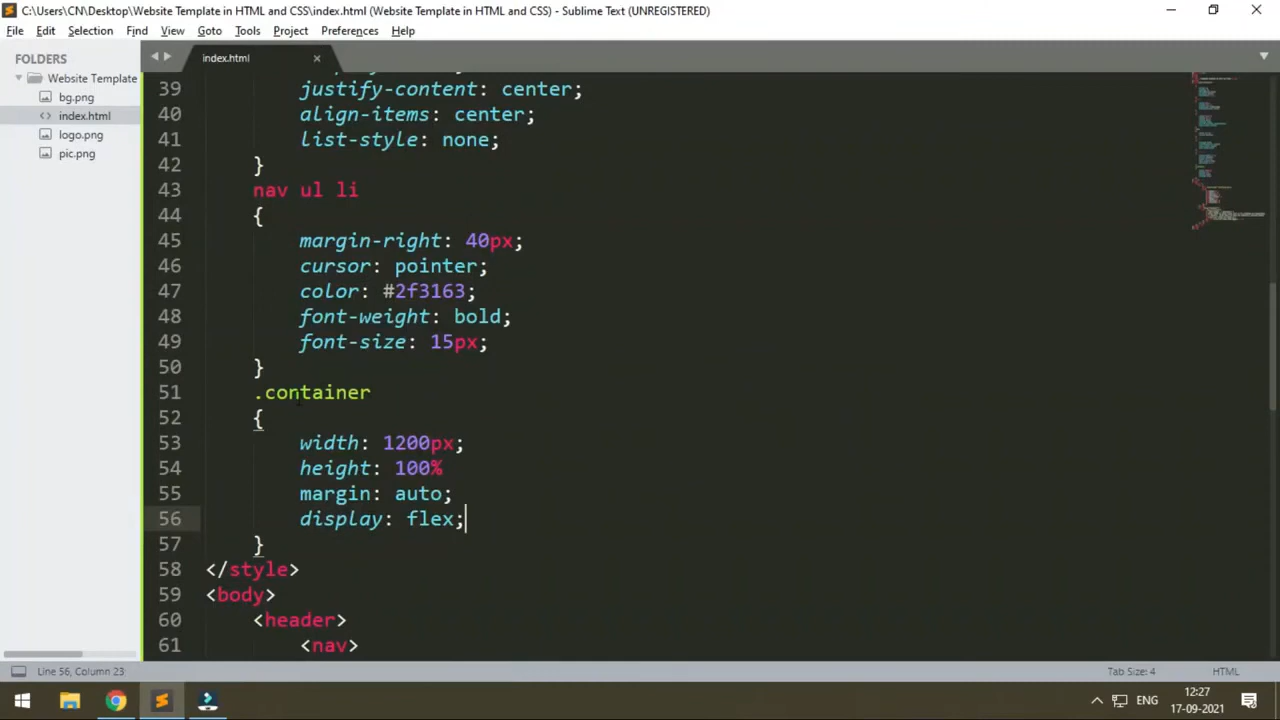 C:\Users\CN\Desktop\Website Template in HTML and CSS\index.html (Website Template in HTML and CSS) - Sublime Text (UNREGISTERED)
File Edit Selection Find View Goto Tools Project Preferences Help
FOLDERS
Website Template
bg.png
index.html
logo.png
pic.png
index.html
39 justify-content: center;
40 align-items: center;
41 list-style: none;
42 }
43 nav ul li
44 {
45 margin-right: 40px;
46 cursor: pointer;
47 color: #2f3163;
48 font-weight: bold;
49 font-size: 15px;
50 }
51 .container
52 {
53 width: 1200px;
54 height: 100%
55 margin: auto;
56 display: flex;
57 }
58 </style>
59 <body>
60 <header>
61 <nav>
Line 56, Column 23
Tab Size: 4
HTML
ENG
12:27
17-09-2021